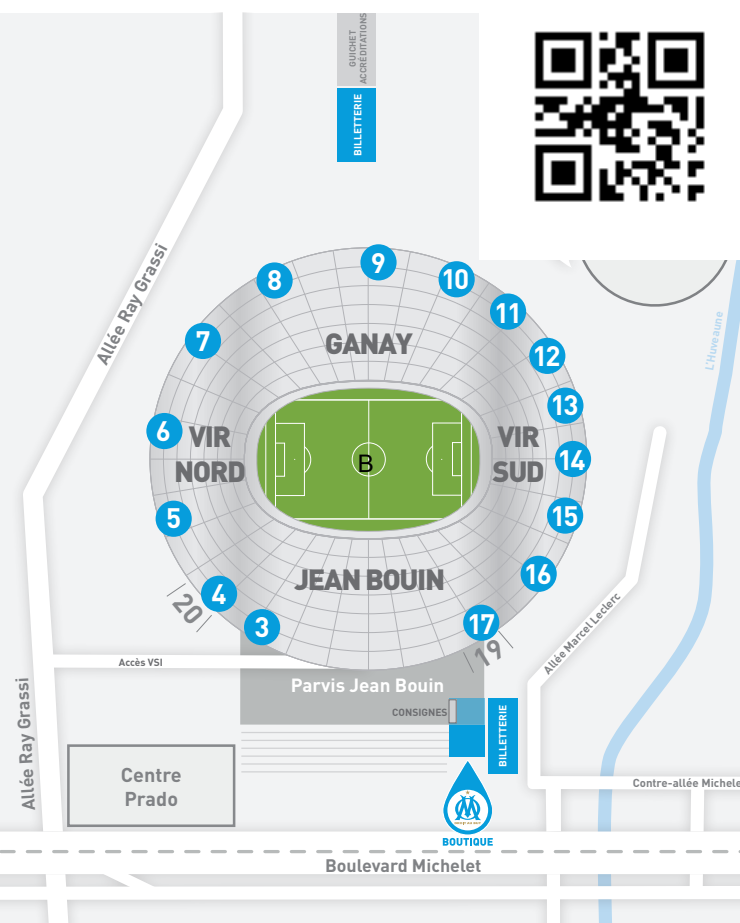 GUICHET
ACCRÉDITATIONS
BILLETTERIE
Allée Ray Grassi
L'Huveaune
8
9
10
11
7
12
GANAY
13
6
VIR
NORD
B
VIR
SUD
14
5
15
16
JEAN BOUIN
4
20
3
17
19
Allée Marcel Leclerc
Accès VSI
Parvis Jean Bouin
CONSIGNES
BILLETTERIE
Allée Ray Grassi
Centre
Prado
Contre-allée Michele
BOUTIQUE
Boulevard Michelet